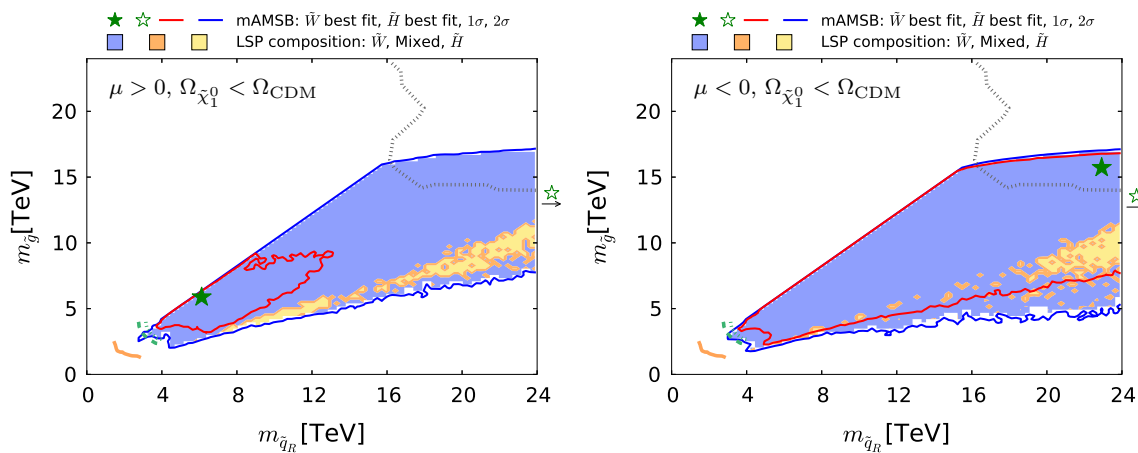 mAMSB: W̃ best fit, H̃ best fit, 1σ, 2σ
LSP composition: W̃, Mixed, H̃
μ > 0, Ω_χ̃⁰₁ < Ω_CDM
20
15
10
5
0
m_g̃ [TeV]
0 4 8 12 16 20 24
m_q̃_R [TeV]
mAMSB: W̃ best fit, H̃ best fit, 1σ, 2σ
LSP composition: W̃, Mixed, H̃
μ < 0, Ω_χ̃⁰₁ < Ω_CDM
20
15
10
5
0
m_g̃ [TeV]
0 4 8 12 16 20 24
m_q̃_R [TeV]